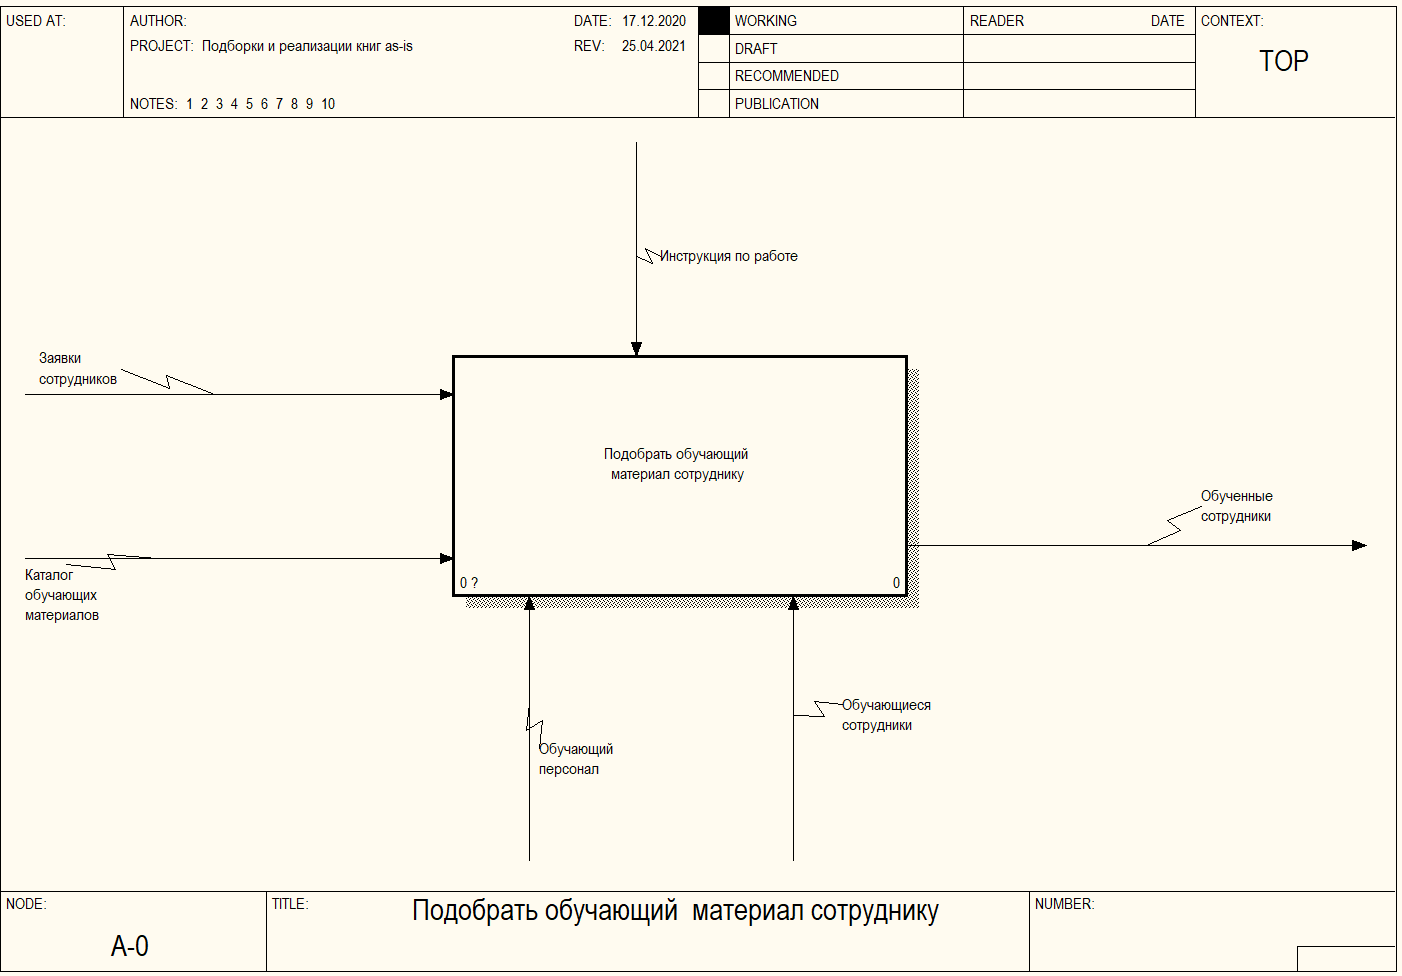 USED AT:
AUTHOR:
DATE: 17.12.2020
PROJECT: Подборки и реализации книг as-is
REV: 25.04.2021
NOTES: 1 2 3 4 5 6 7 8 9 10
WORKING
DRAFT
RECOMMENDED
PUBLICATION
READER DATE
CONTEXT:
TOP
Инструкция по работе
Заявки
сотрудников
Подобрать обучающий
материал сотруднику
Обученные
сотрудники
Каталог
обучающих
материалов
0 ?
0
Обучающиеся
сотрудники
Обучающий
персонал
NODE:
A-0
TITLE:
Подобрать обучающий материал сотруднику
NUMBER: